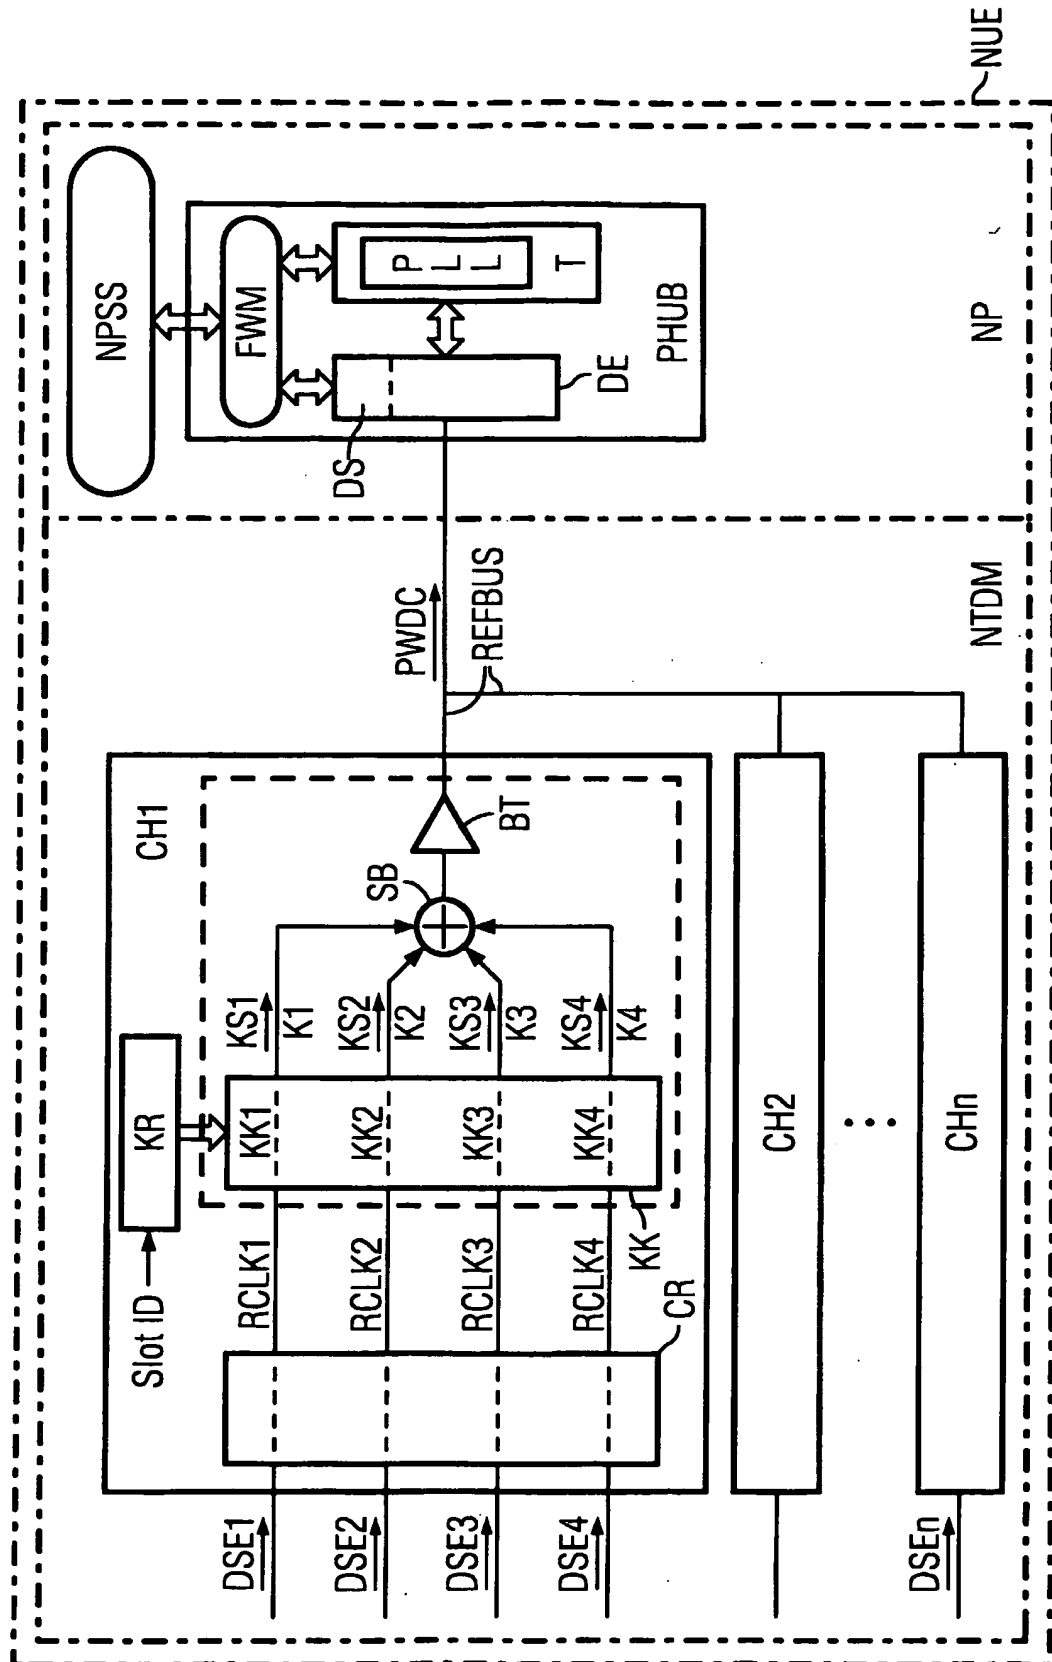 NUE
NPSS
FWM
P
L
L
T
DS
DE
PHUB
NP
PWDC
REFBUS
NTDM
CH1
KR
Slot ID
SB
BT
KS1
K1
KS2
K2
KS3
K3
KS4
K4
KK1
KK2
KK3
KK4
KK
RCLK1
RCLK2
RCLK3
RCLK4
CR
DSE1
DSE2
DSE3
DSE4
CH2
CHn
DSEn